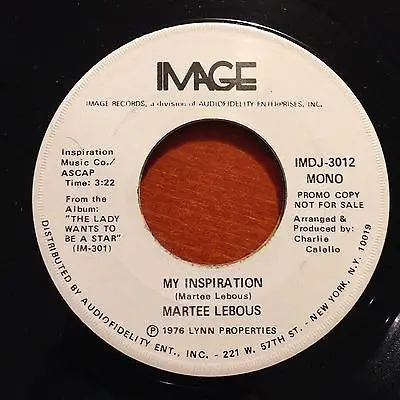 IMAGE
IMAGE RECORDS, a division of AUDIOFIDELITY ENTERPRISES, INC.
Inspiration
Music Co./
ASCAP
Time: 3:22
From the
Album:
"THE LADY
WANTS TO
BE A STAR"
(IM-301)
IMDJ-3012
MONO
PROMO COPY
NOT FOR SALE
Arranged &
Produced by:
Charlie
Calello
MY INSPIRATION
(Martee Lebous)
MARTEE LEBOUS
Ⓟ 1976 LYNN PROPERTIES
DISTRIBUTED BY AUDIOFIDELITY ENT., INC. - 221 W. 57TH ST. - NEW YORK, N.Y. 10019